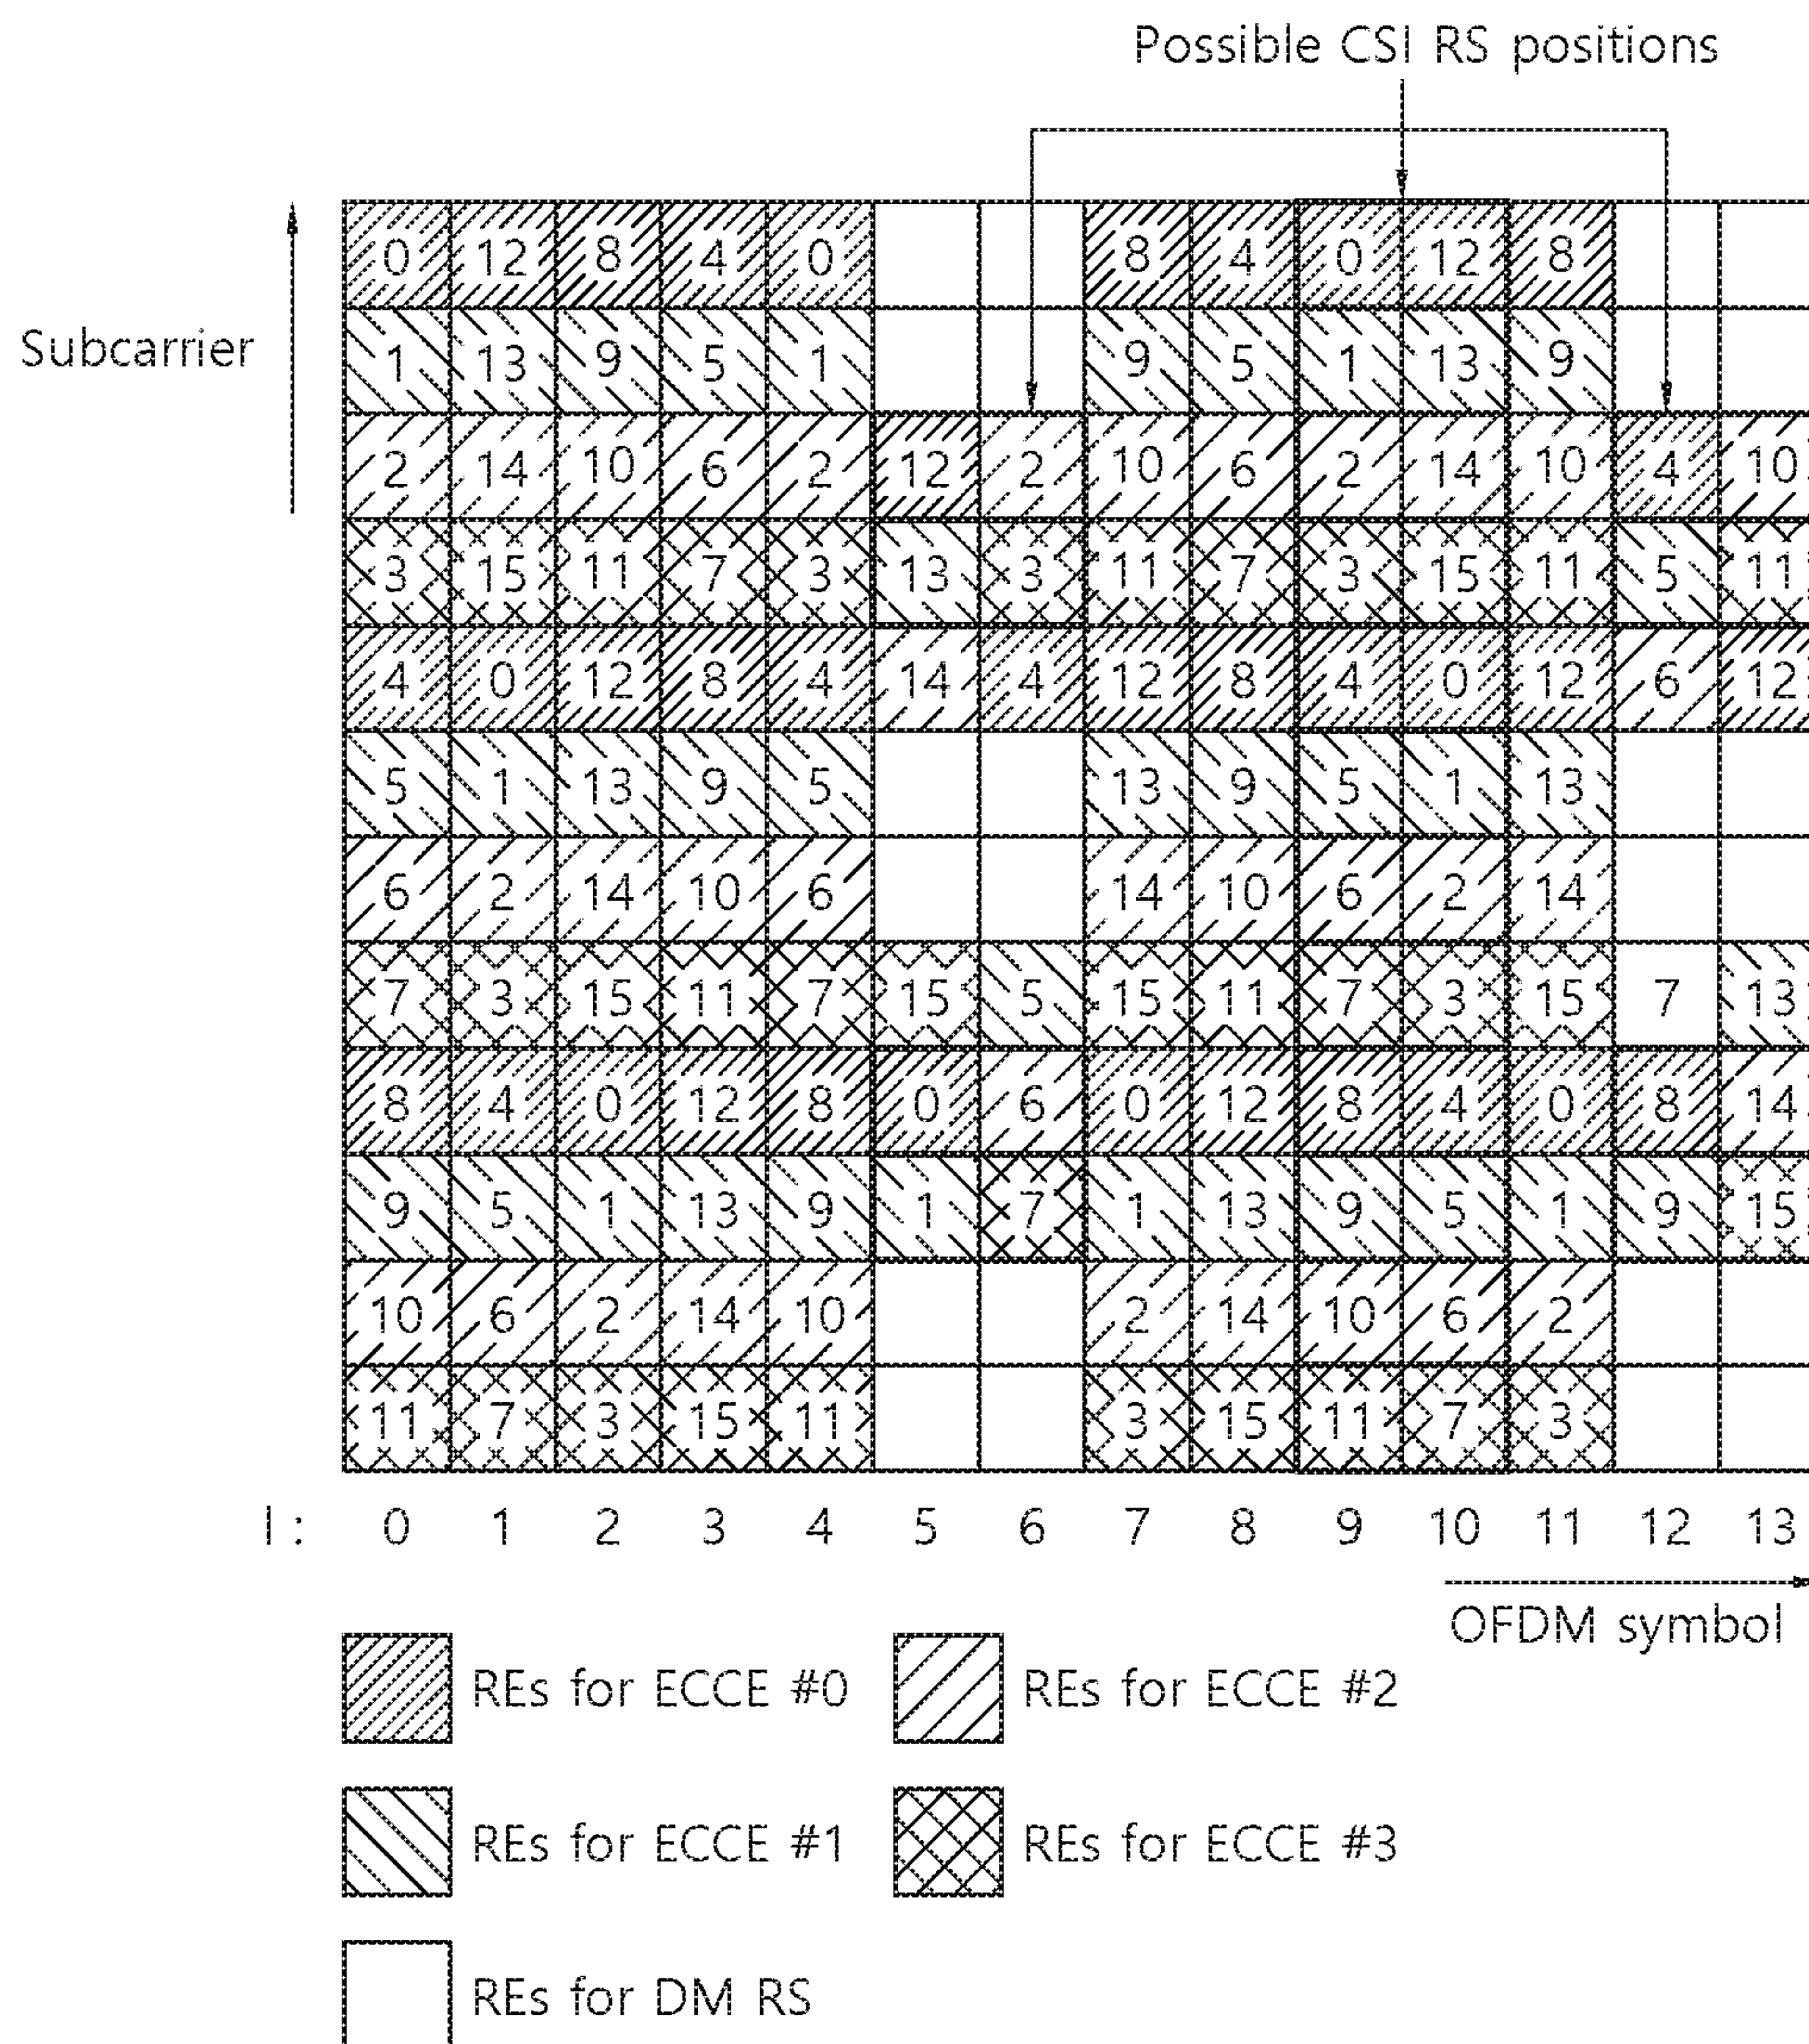 Possible CSI RS positions
0 12 8 4 0 8 4 0 12 8
Subcarrier
1 13 9 5 1 9 5 1 13 9
2 14 10 6 2 12 2 10 6 2 14 10 4 10
3 15 11 7 3 13 3 11 7 3 15 11 5 11
4 0 12 8 4 14 4 12 8 4 0 12 6 12
5 1 13 9 5 13 9 5 1 13
6 2 14 10 6 14 10 6 2 14
7 3 15 11 7 15 5 15 11 7 3 15 7 13
8 4 0 12 8 0 6 0 12 8 4 0 8 14
9 5 1 13 9 1 7 1 13 9 5 1 9 15
10 6 2 14 10 2 14 10 6 2
11 7 3 15 11 3 15 11 7 3
l : 0 1 2 3 4 5 6 7 8 9 10 11 12 13
OFDM symbol
REs for ECCE #0 REs for ECCE #2
REs for ECCE #1 REs for ECCE #3
REs for DM RS